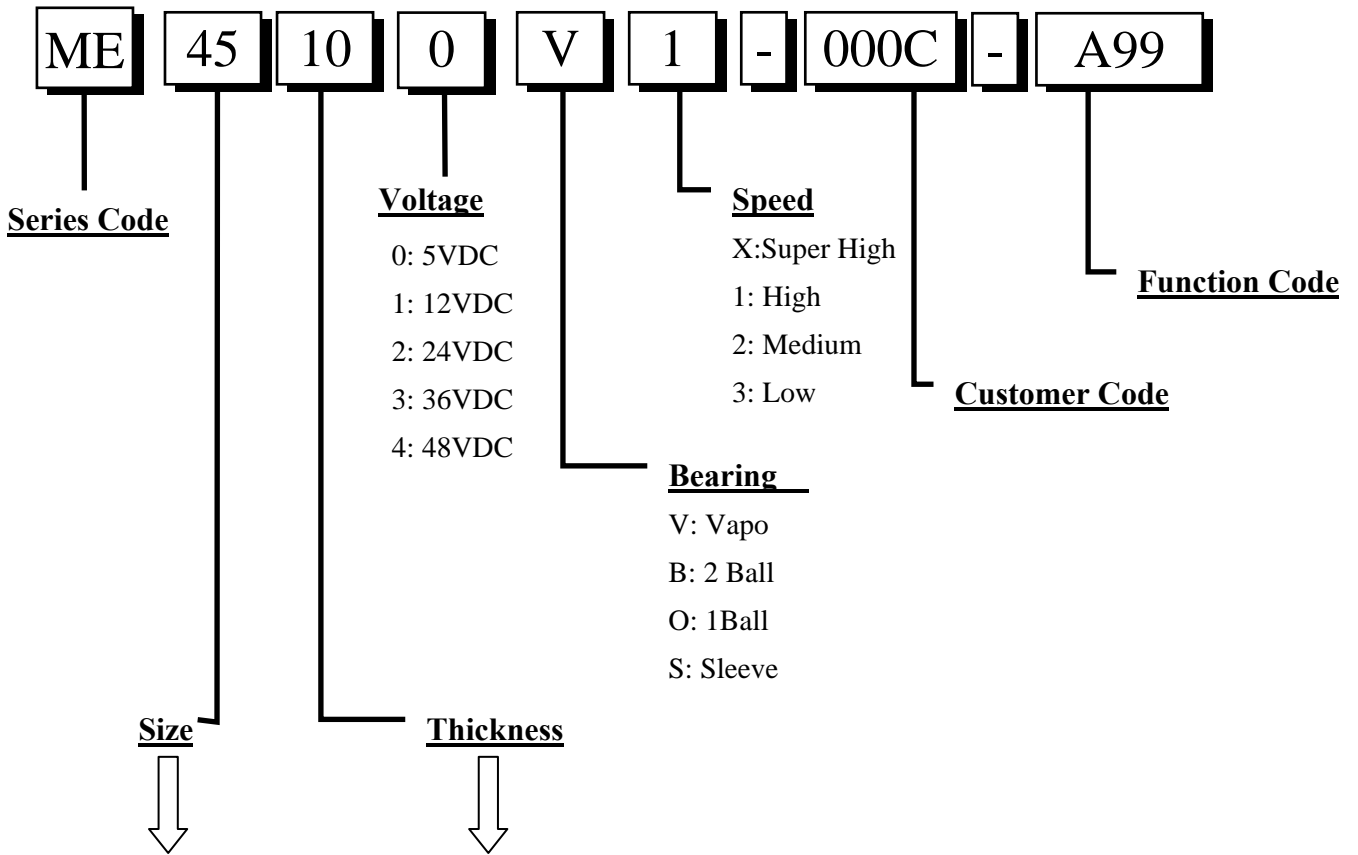 ME 45 10 0 V 1 - 000C - A99
Series Code
Voltage
0: 5VDC
1: 12VDC
2: 24VDC
3: 36VDC
4: 48VDC
Speed
X:Super High
1: High
2: Medium
3: Low
Function Code
Customer Code
Bearing
V: Vapo
B: 2 Ball
O: 1Ball
S: Sleeve
Size
Thickness